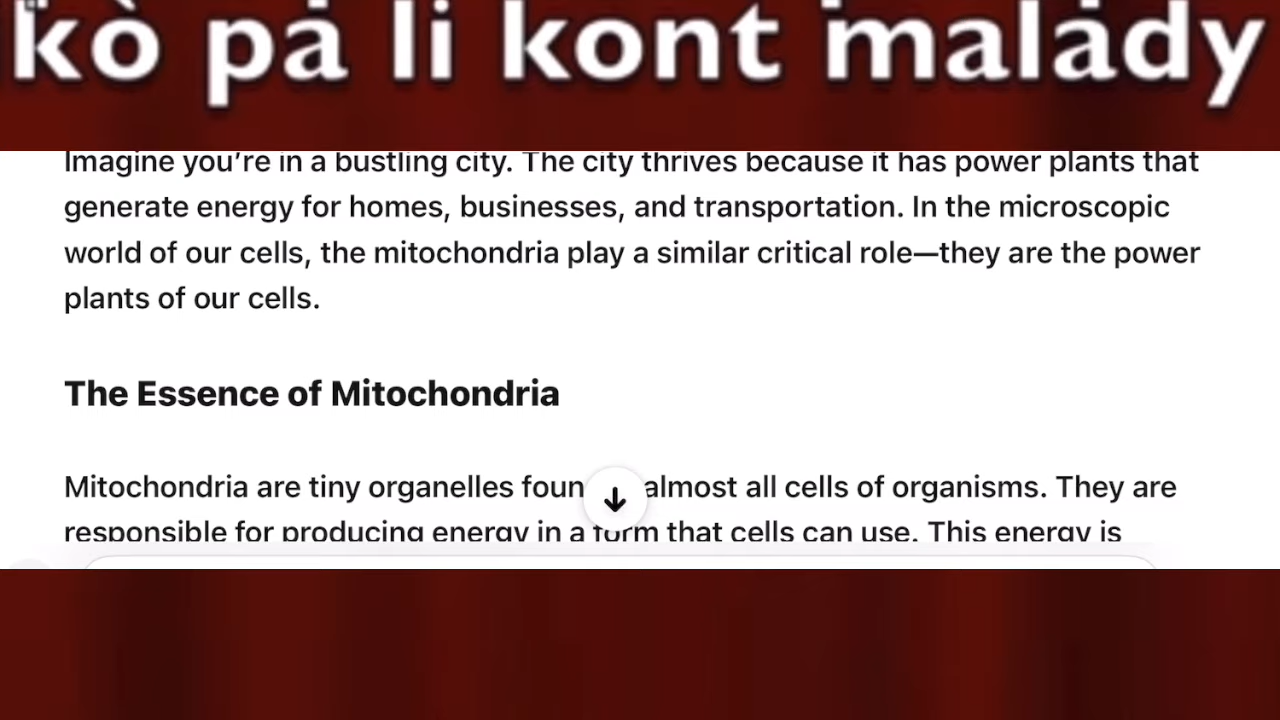 kò pa li kont malady
Imagine you’re in a bustling city. The city thrives because it has power plants that
generate energy for homes, businesses, and transportation. In the microscopic
world of our cells, the mitochondria play a similar critical role—they are the power
plants of our cells.
The Essence of Mitochondria
Mitochondria are tiny organelles foun almost all cells of organisms. They are
responsible for producing energy in a form that cells can use. This energy is